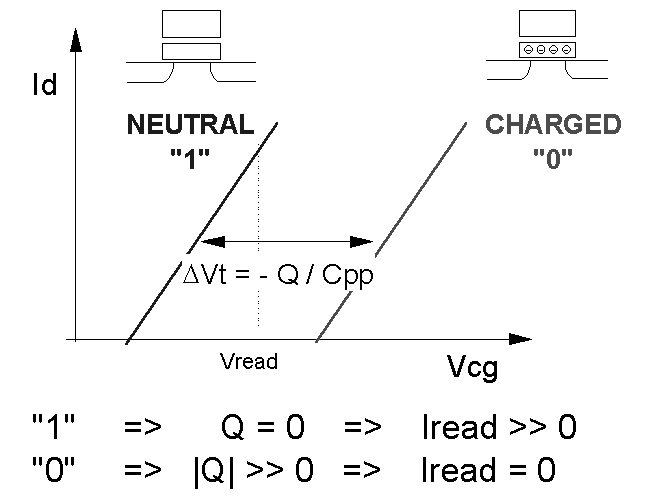 Id
NEUTRAL
"1"
CHARGED
"0"
ΔVt = - Q / Cpp
Vread
Vcg
"1" => Q = 0 => Iread >> 0
"0" => |Q| >> 0 => Iread = 0